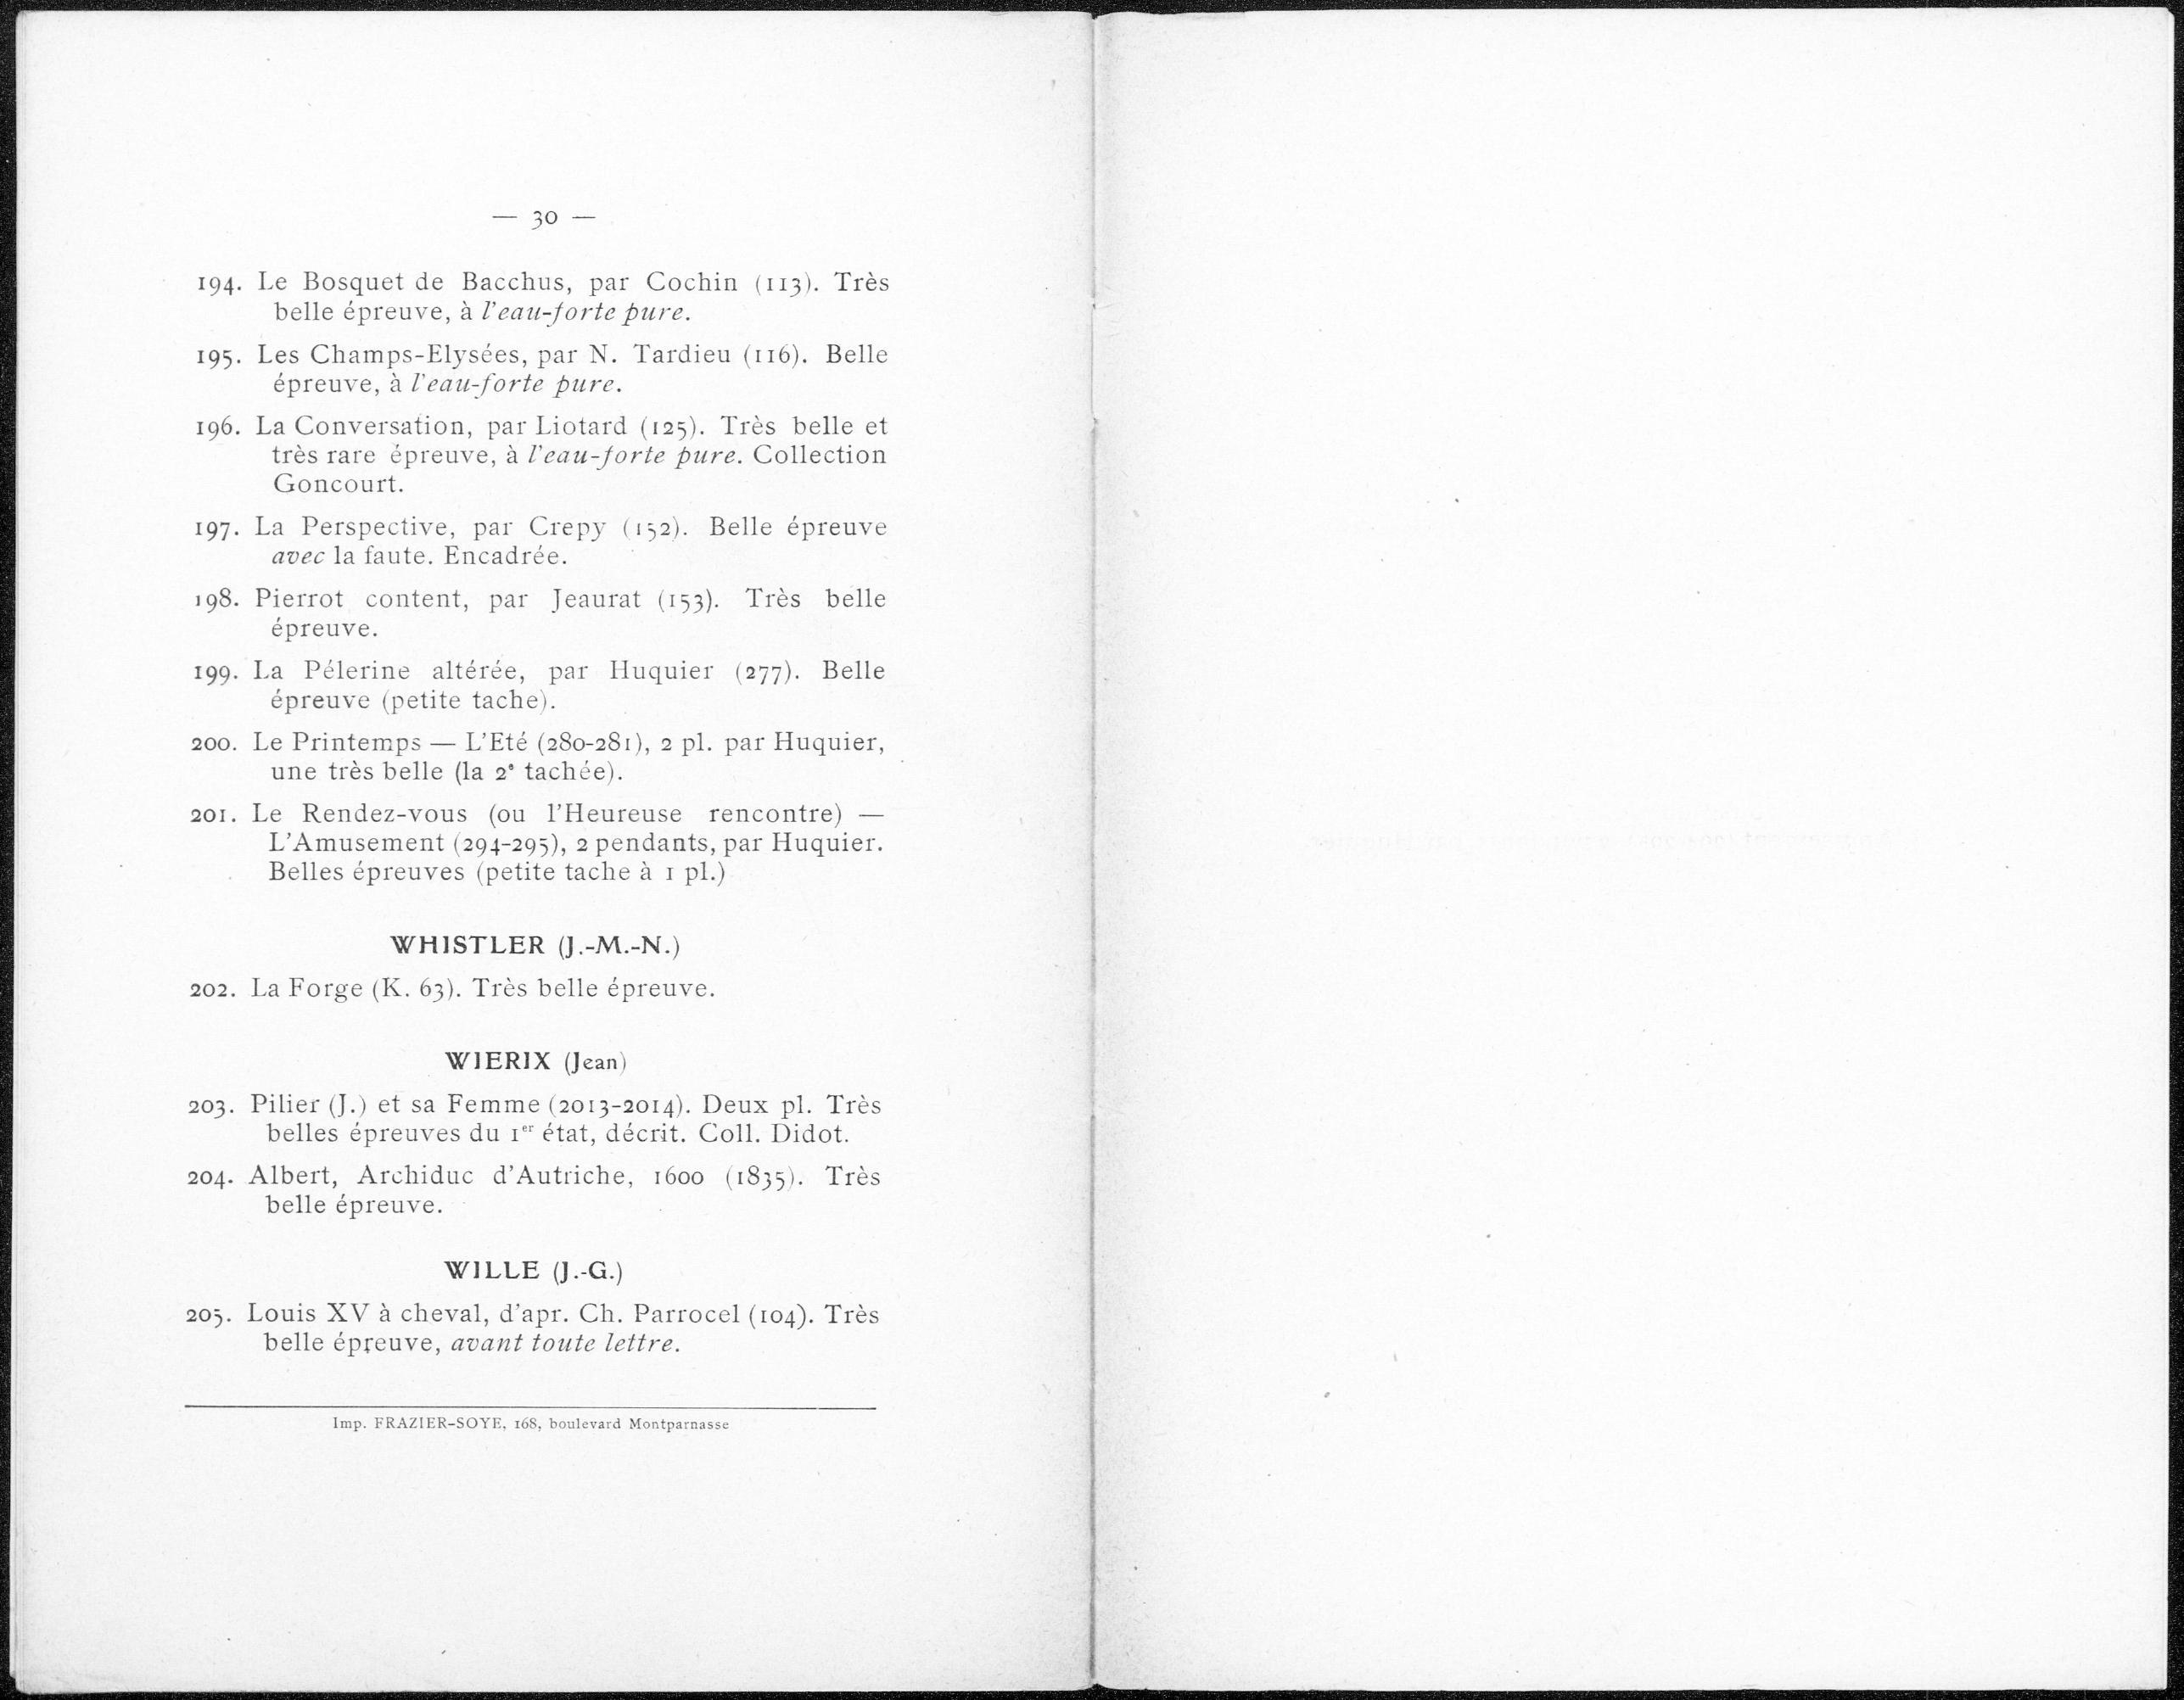 — 30 —
194. Le Bosquet de Bacchus, par Cochin (113). Très
belle épreuve, à l'eau-forte pure.
195. Les Champs-Elysées, par N. Tardieu (116). Belle
épreuve, à l'eau-forte pure.
196. La Conversation, par Liotard (125). Très belle et
très rare épreuve, à l'eau-forte pure. Collection
Goncourt.
197. La Perspective, par Crepy (152). Belle épreuve
avec la faute. Encadrée.
198. Pierrot content, par Jeaurat (153). Très belle
épreuve.
199. La Pélerine altérée, par Huquier (277). Belle
épreuve (petite tache).
200. Le Printemps — L'Eté (280-281), 2 pl. par Huquier,
une très belle (la 2e tachée).
201. Le Rendez-vous (ou l'Heureuse rencontre) —
L'Amusement (294-295), 2 pendants, par Huquier.
Belles épreuves (petite tache à 1 pl.)
WHISTLER (J.-M.-N.)
202. La Forge (K. 63). Très belle épreuve.
WIERIX (Jean)
203. Pilier (J.) et sa Femme (2013-2014). Deux pl. Très
belles épreuves du 1er état, décrit. Coll. Didot.
204. Albert, Archiduc d'Autriche, 1600 (1835). Très
belle épreuve.
WILLE (J.-G.)
205. Louis XV à cheval, d'apr. Ch. Parrocel (104). Très
belle épreuve, avant toute lettre.
Imp. FRAZIER-SOYE, 168, boulevard Montparnasse